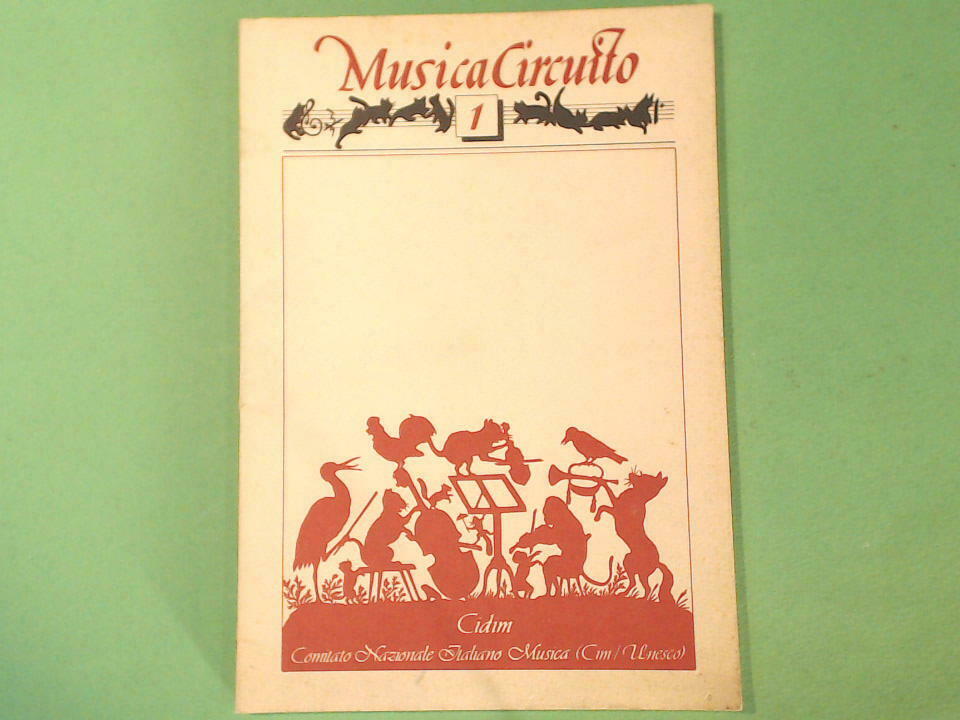 MusicaCircuito
1
Cidim
Comitato Nazionale Italiano Musica (Cim / Unesco)